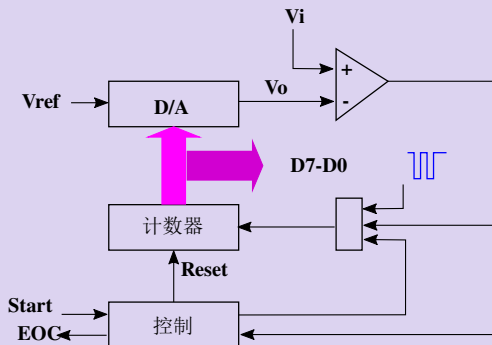 Vi
+
Vref
D/A
Vo
-
D7-D0
计数器
Reset
Start
控制
EOC